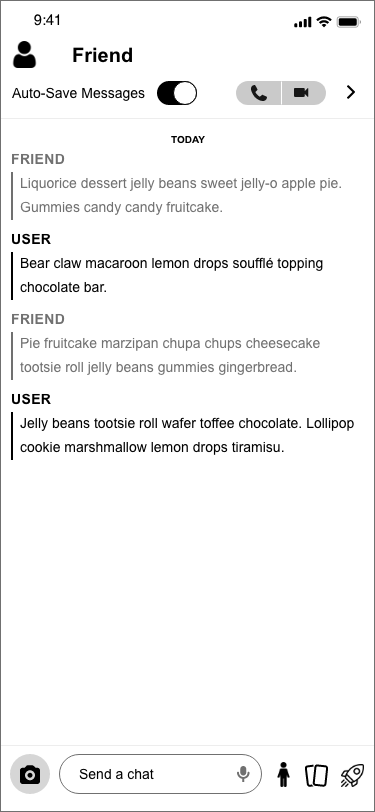 9:41
Friend
Auto-Save Messages
TODAY
FRIEND
Liquorice dessert jelly beans sweet jelly-o apple pie.
Gummies candy candy fruitcake.
USER
Bear claw macaroon lemon drops soufflé topping
chocolate bar.
FRIEND
Pie fruitcake marzipan chupa chups cheesecake
tootsie roll jelly beans gummies gingerbread.
USER
Jelly beans tootsie roll wafer toffee chocolate. Lollipop
cookie marshmallow lemon drops tiramisu.
Send a chat